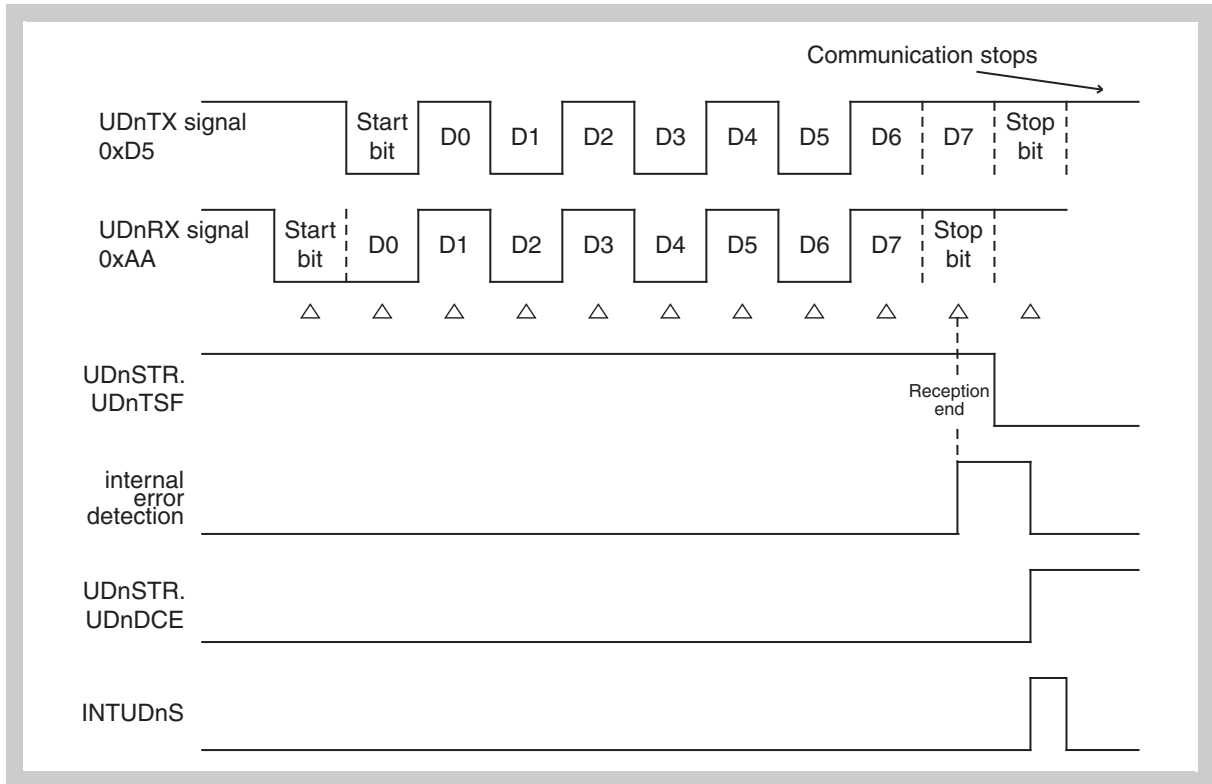 Communication stops
UDnTX signal
0xD5
Start
bit
D0
D1
D2
D3
D4
D5
D6
D7
Stop
bit
UDnRX signal
0xAA
Start
bit
D0
D1
D2
D3
D4
D5
D6
D7
Stop
bit
UDnSTR.
UDnTSF
Reception
end
internal
error
detection
UDnSTR.
UDnDCE
INTUDnS